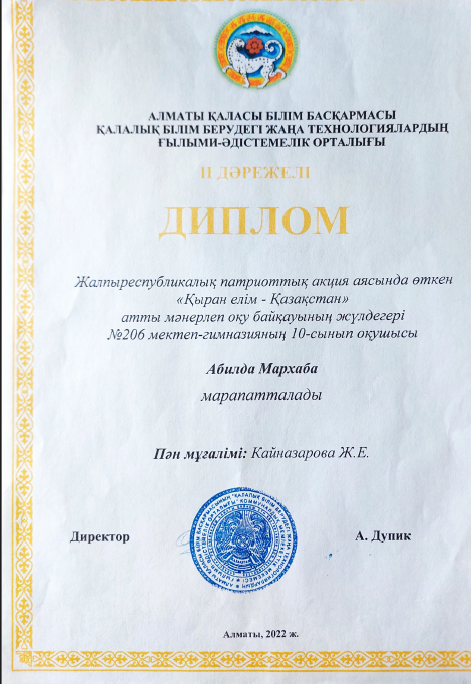 АЛМАТЫ ҚАЛАСЫ БІЛІМ БАСҚАРМАСЫ
ҚАЛАЛЫҚ БІЛІМ БЕРУДЕГІ ЖАҢА ТЕХНОЛОГИЯЛАРДЫҢ
ҒЫЛЫМИ-ӘДІСТЕМЕЛІК ОРТАЛЫҒЫ
ІІ ДӘРЕЖЕЛІ
ДИПЛОМ
Жалпыреспубликалық патриоттық акция аясында өткен
«Қыран елім - Қазақстан»
атты мәнерлеп оқу байқауының жүлдегері
№206 мектеп-гимназияның 10-сынып оқушысы
Абилда Мархаба
марапатталады
Пән мұғалімі: Кайназарова Ж.Е.
Директор
А. Дупик
Алматы, 2022 ж.